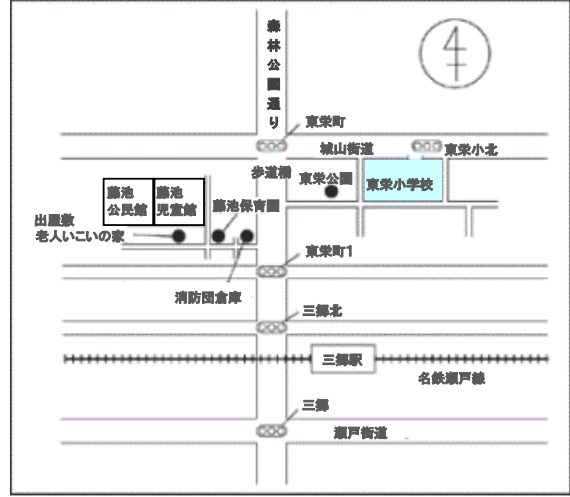 森林公園通り
東栄町
城山街道
東栄小北
歩道橋
東栄公園
東栄小学校
藤池
公民館
藤池
児童館
藤池保育園
出屋敷
老人いこいの家
東栄町1
消防団倉庫
三郷北
三郷駅
名鉄瀬戸線
三郷
瀬戸街道